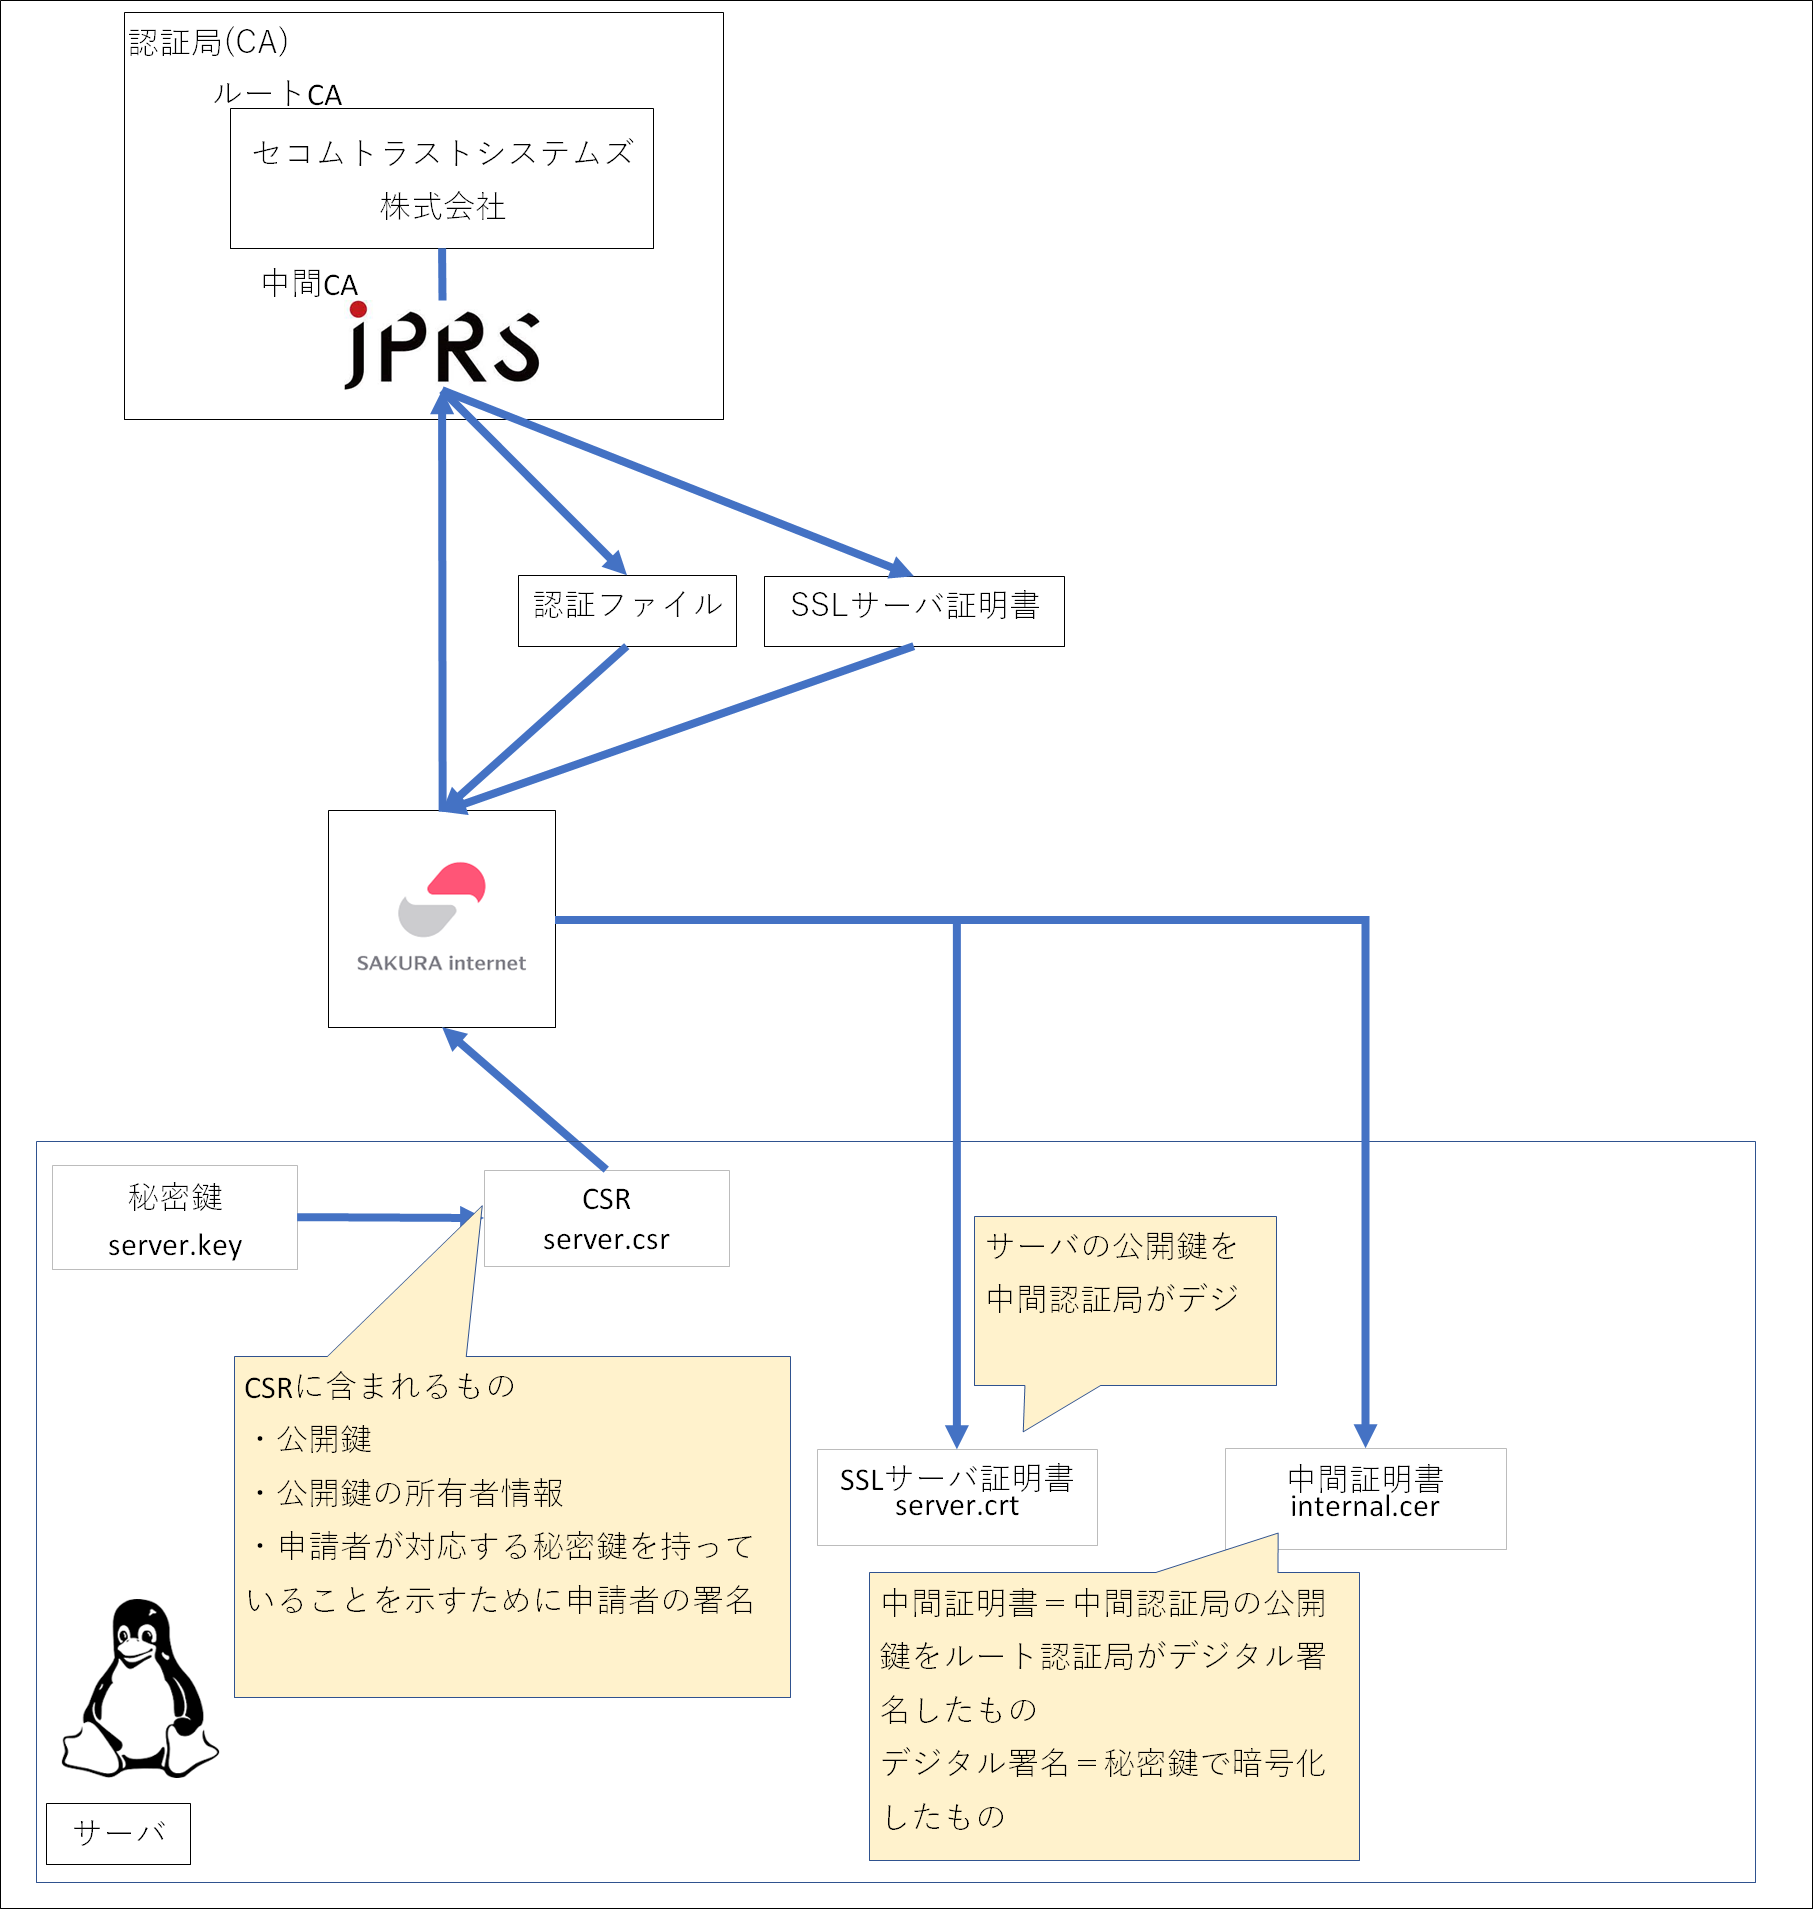 認証局(CA)
ルートCA
セコムトラストシステムズ
株式会社
中間CA
JPRS
認証ファイル
SSLサーバ証明書
SAKURA internet
秘密鍵
server.key
CSR
server.csr
サーバの公開鍵を
中間認証局がデジ
CSRに含まれるもの
・公開鍵
・公開鍵の所有者情報
・申請者が対応する秘密鍵を持って
いることを示すために申請者の署名
SSLサーバ証明書
server.crt
中間証明書
internal.cer
中間証明書＝中間認証局の公開
鍵をルート認証局がデジタル署
名したもの
デジタル署名＝秘密鍵で暗号化
したもの
サーバ